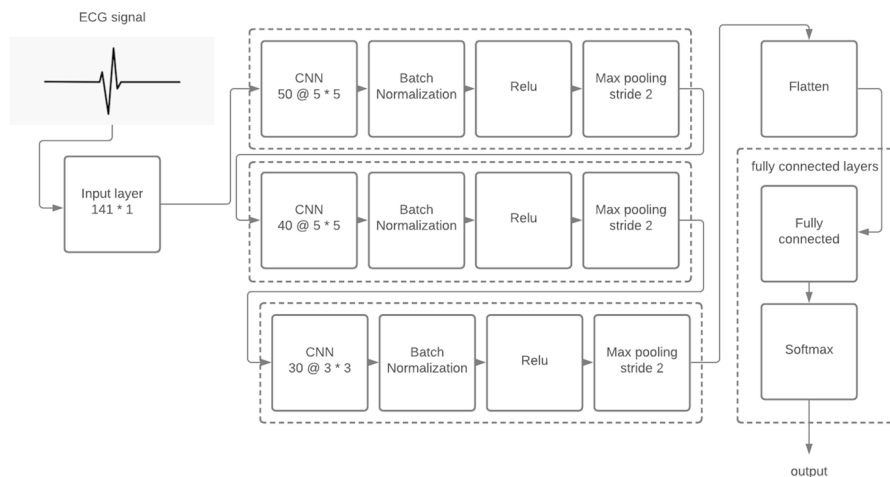 ECG signal
Input layer
141 * 1
CNN
50 @ 5 * 5
Batch
Normalization
Relu
Max pooling
stride 2
CNN
40 @ 5 * 5
Batch
Normalization
Relu
Max pooling
stride 2
CNN
30 @ 3 * 3
Batch
Normalization
Relu
Max pooling
stride 2
Flatten
fully connected layers
Fully
connected
Softmax
output